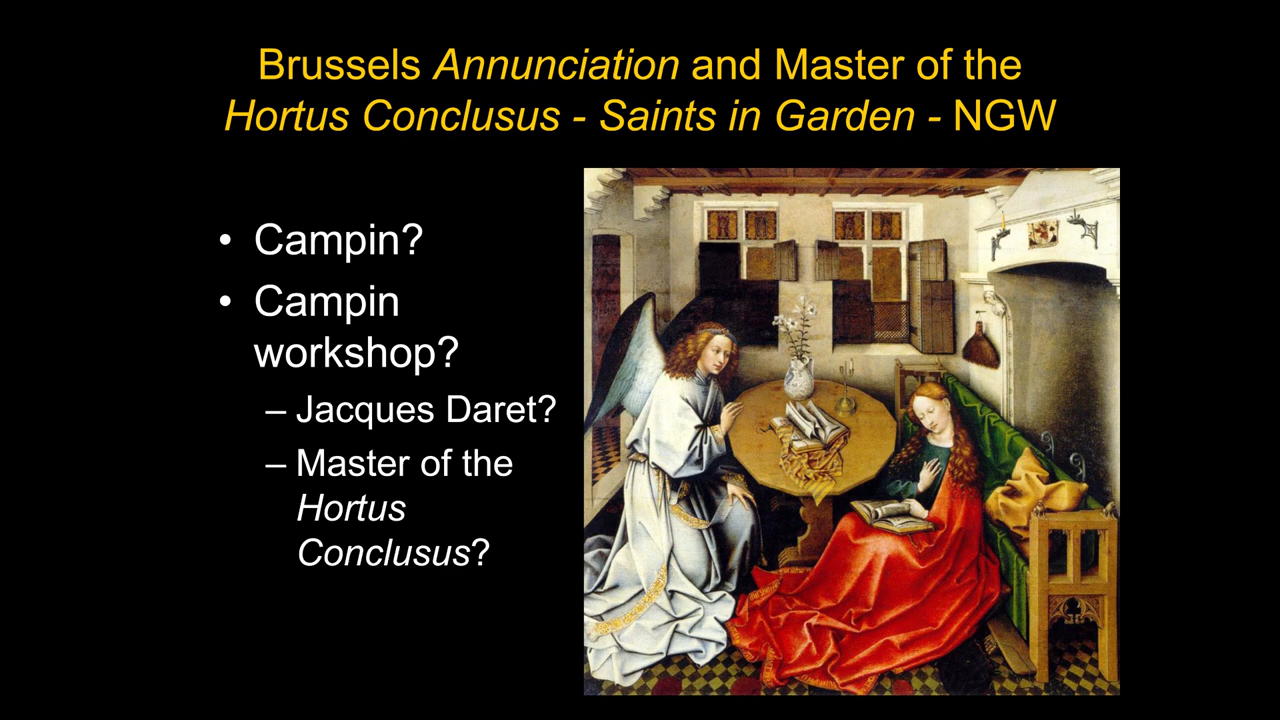 Brussels Annunciation and Master of the
Hortus Conclusus - Saints in Garden - NGW
• Campin?
• Campin
workshop?
– Jacques Daret?
– Master of the
Hortus
Conclusus?